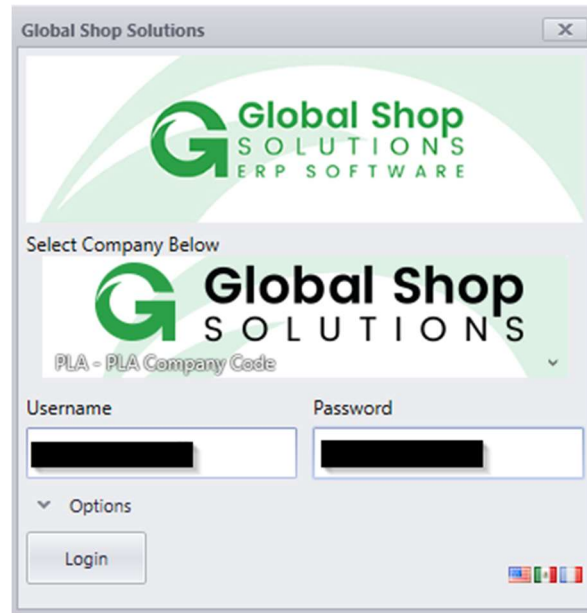 Global Shop Solutions
Global Shop
SOLUTIONS
ERP SOFTWARE
Select Company Below
Global Shop
SOLUTIONS
PLA - PLA Company Code
Username Password
Options
Login